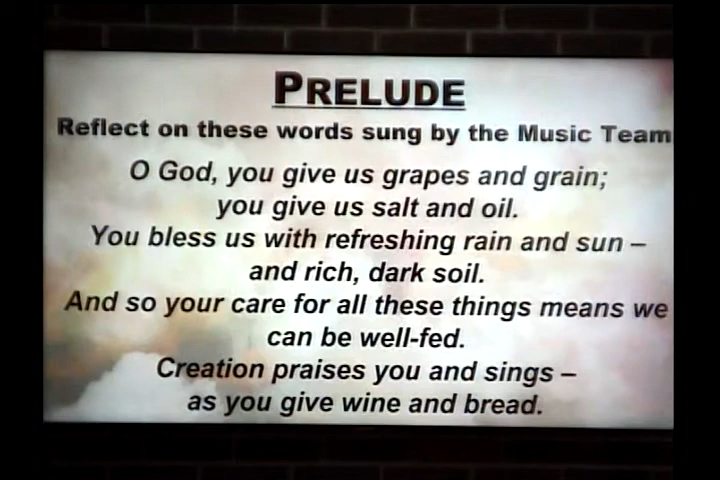 PRELUDE
Reflect on these words sung by the Music Team
O God, you give us grapes and grain;
you give us salt and oil.
You bless us with refreshing rain and sun –
and rich, dark soil.
And so your care for all these things means we
can be well-fed.
Creation praises you and sings –
as you give wine and bread.